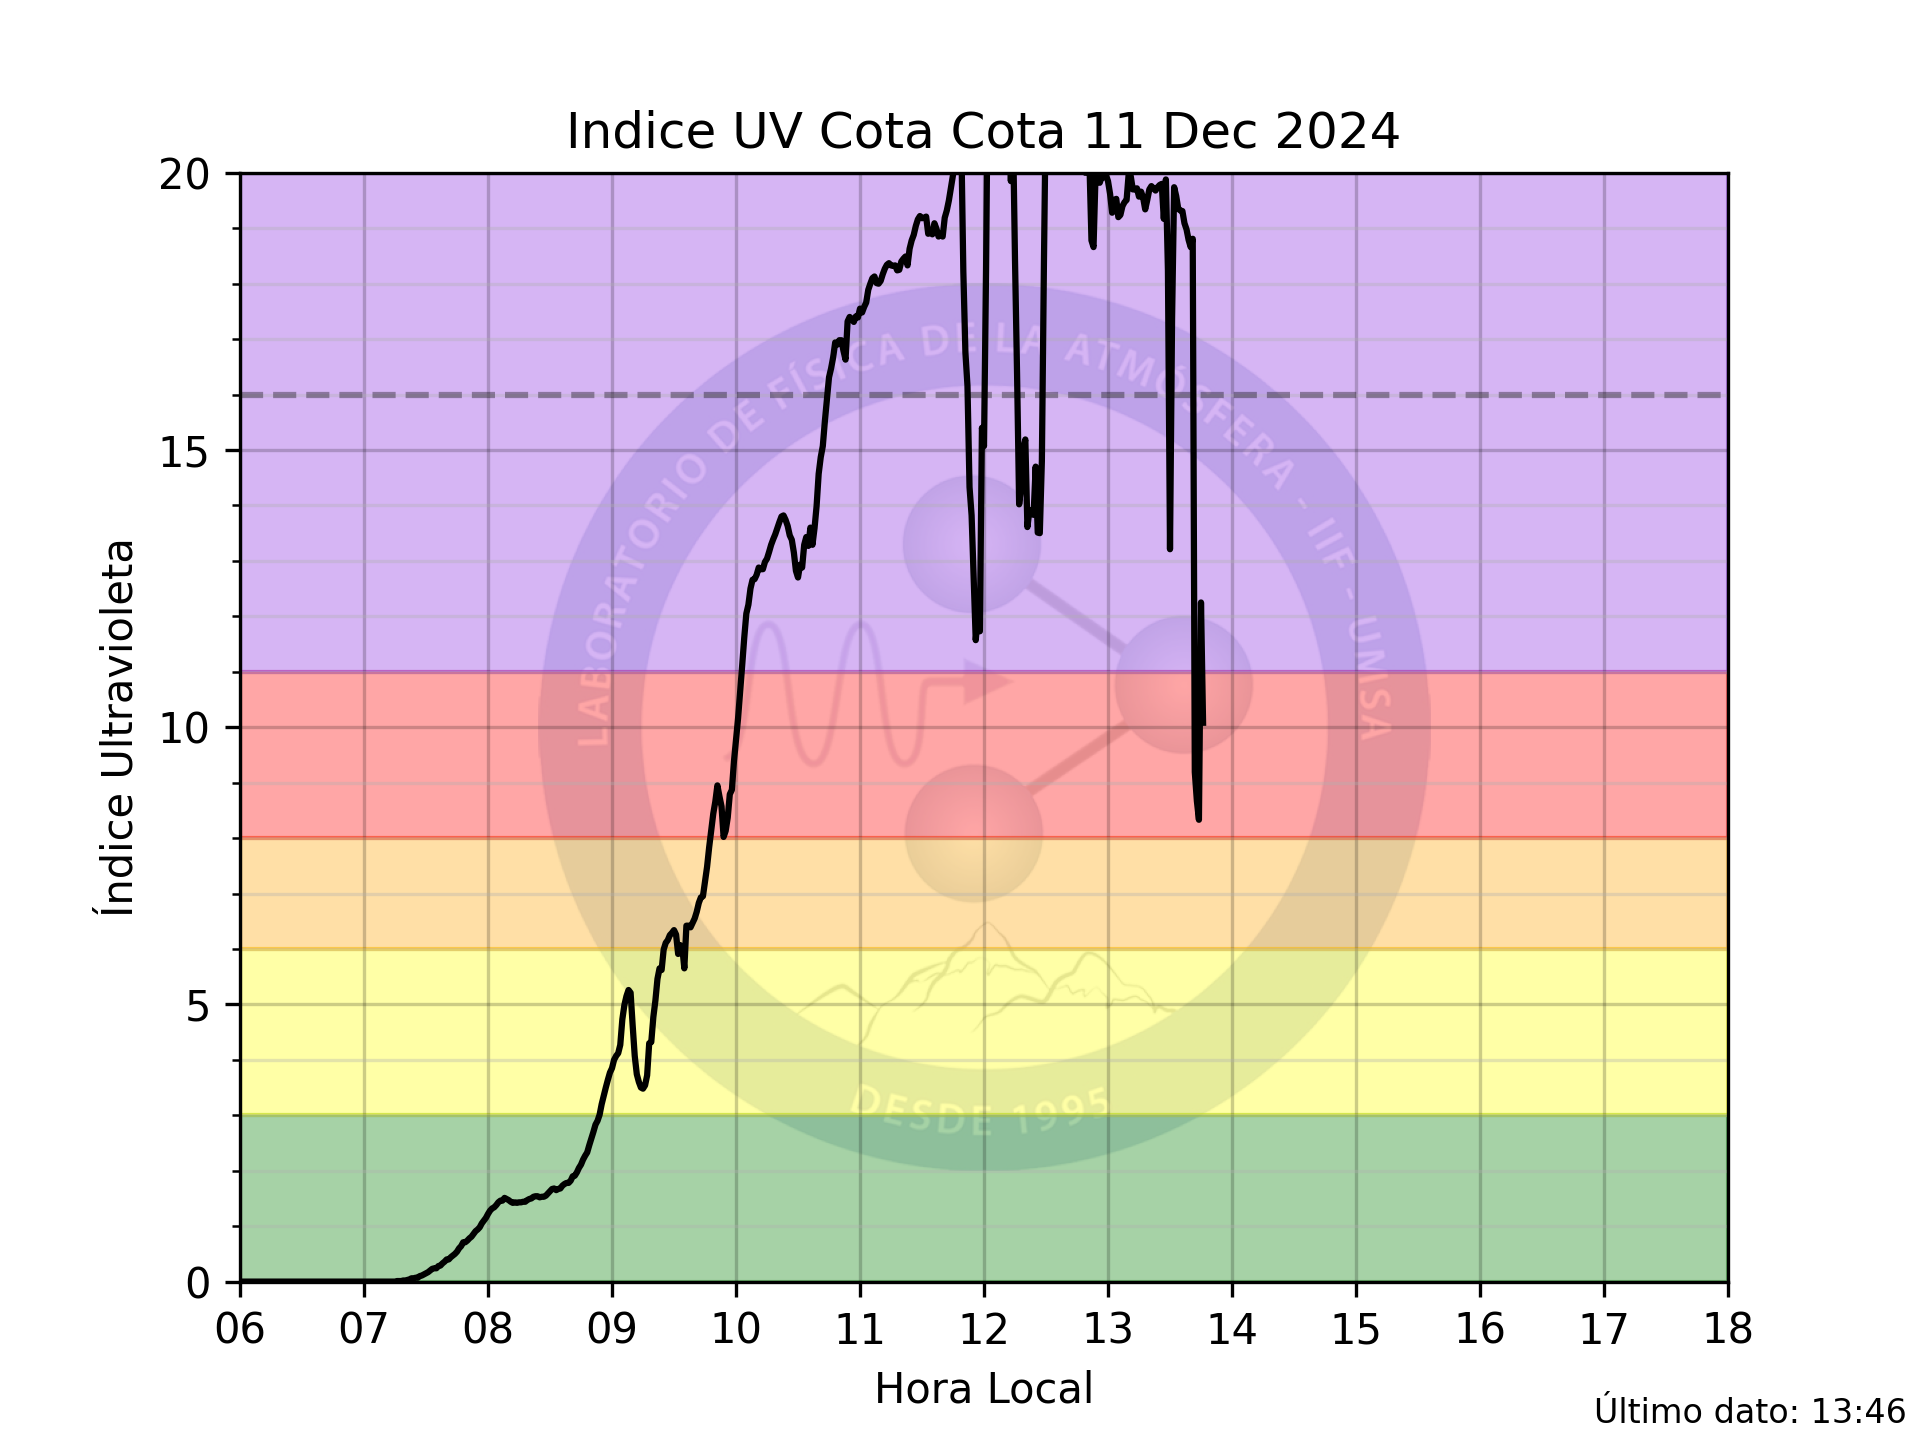 Indice UV Cota Cota 11 Dec 2024
20
15
10
5
0
Índice Ultravioleta
LABORATORIO DE FÍSICA DE LA ATMÓSFERA - IIF - UMSA
DESDE 1995
06 07 08 09 10 11 12 13 14 15 16 17 18
Hora Local
Último dato: 13:46